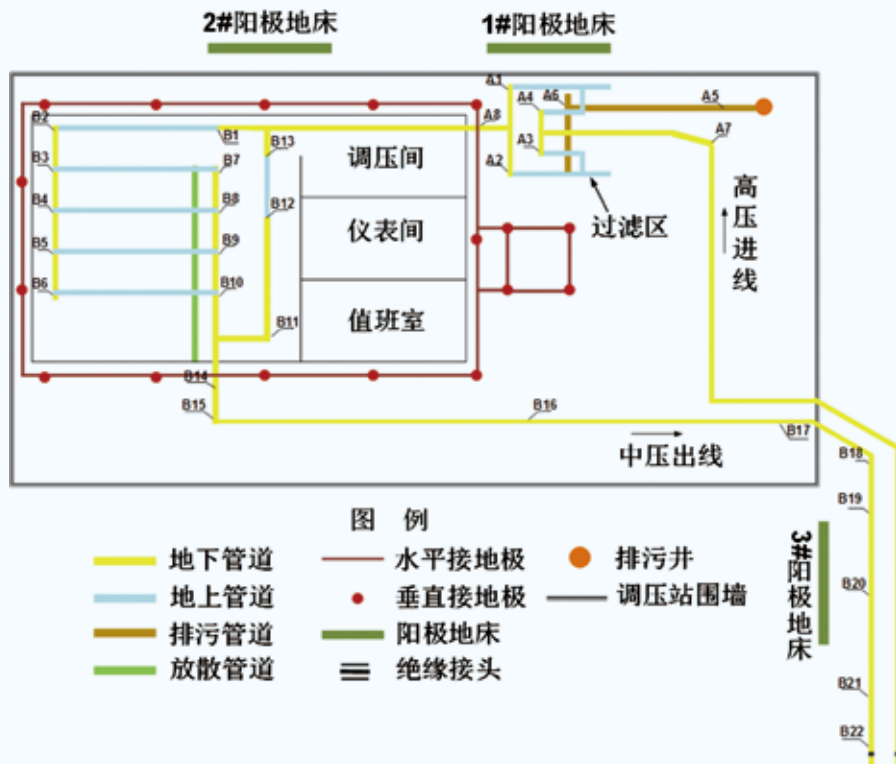 2#阳极地床
1#阳极地床
A1
A4
A6
A5
A8
A7
A3
A2
B2
B1
B13
B3
B7
B4
B8
B12
B5
B9
B6
B10
B11
B14
B15
B16
B17
B18
B19
B20
B21
B22
调压间
仪表间
值班室
过滤区
高压进线
中压出线
3#阳极地床
图 例
地下管道
水平接地极
排污井
地上管道
垂直接地极
调压站围墙
排污管道
阳极地床
放散管道
绝缘接头